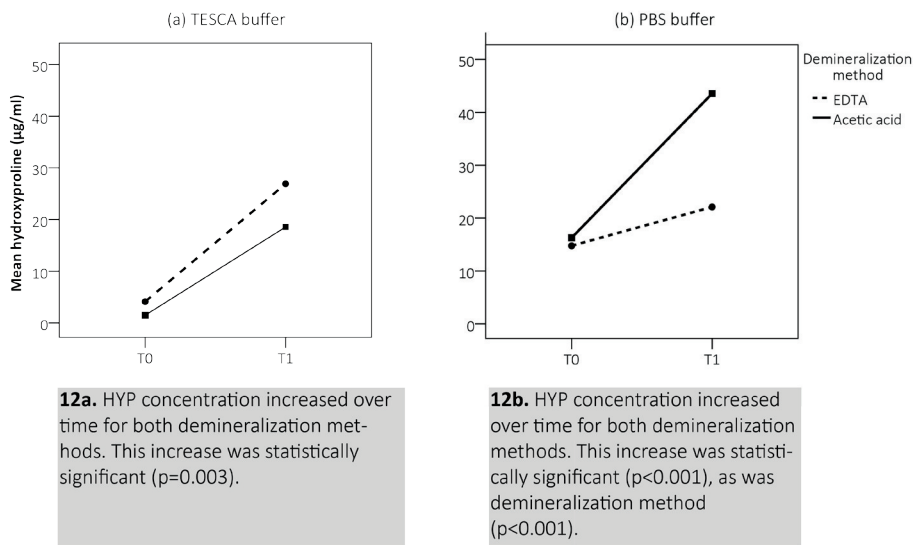 (a) TESCA buffer
Mean hydroxyproline (µg/ml)
50
40
30
20
10
0
T0
T1
(b) PBS buffer
50
40
30
20
10
0
T0
T1
Demineralization
method
EDTA
Acetic acid
12a. HYP concentration increased over
time for both demineralization met-
hods. This increase was statistically
significant (p=0.003).
12b. HYP concentration increased
over time for both demineralization
methods. This increase was statisti-
cally significant (p<0.001), as was
demineralization method
(p<0.001).